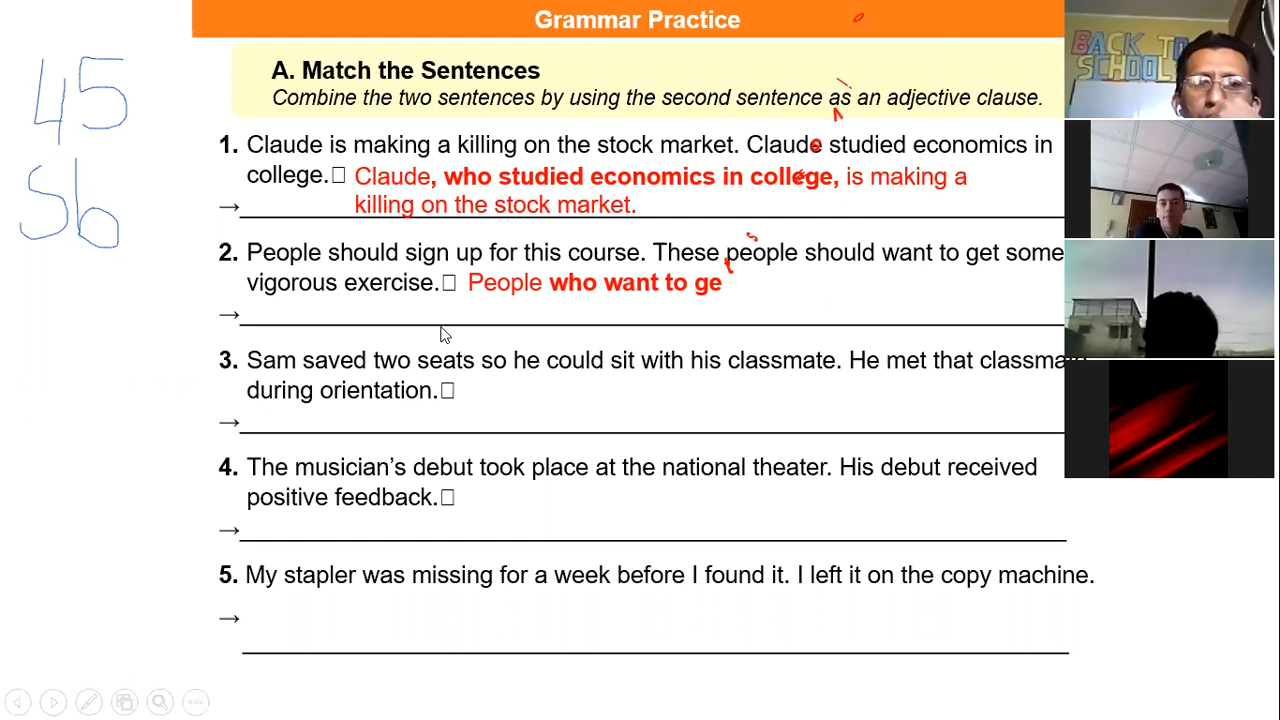 Grammar Practice
45
56
A. Match the Sentences
Combine the two sentences by using the second sentence as an adjective clause.
1. Claude is making a killing on the stock market. Claude studied economics in
college. Claude, who studied economics in college, is making a
→ killing on the stock market.
2. People should sign up for this course. These people should want to get some
vigorous exercise. People who want to ge
→
3. Sam saved two seats so he could sit with his classmate. He met that classmate
during orientation.
→
4. The musician's debut took place at the national theater. His debut received
positive feedback.
→
5. My stapler was missing for a week before I found it. I left it on the copy machine.
→
BACK TO
SCHOOL